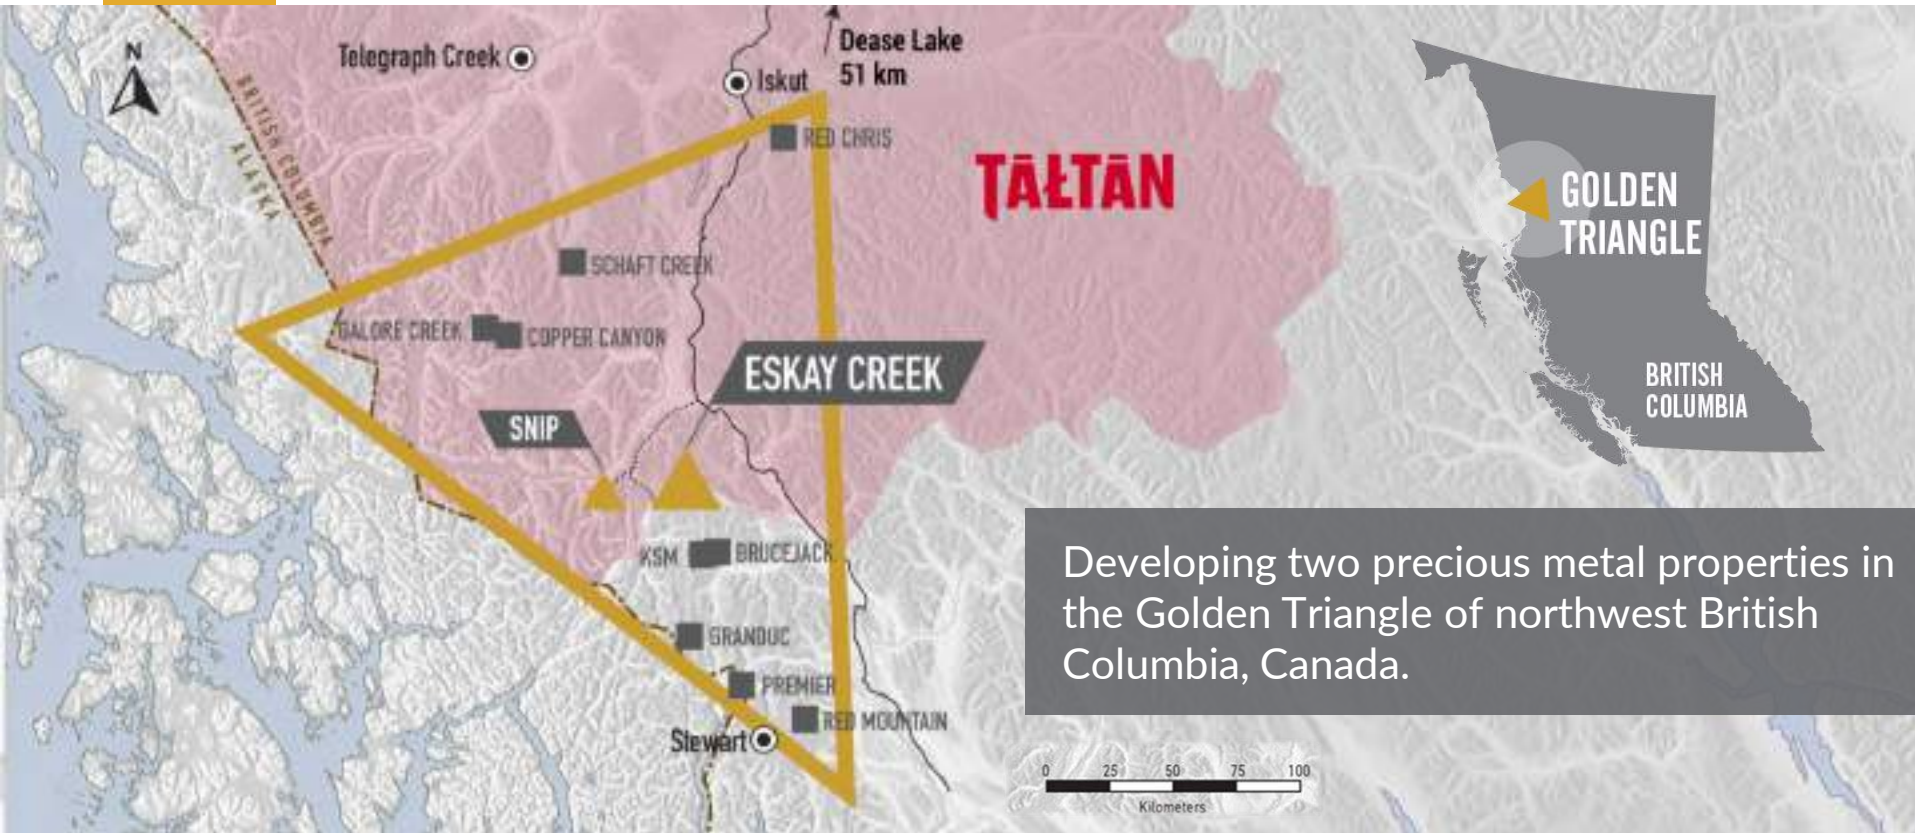 N
Telegraph Creek
Dease Lake
51 km
Iskut
RED CHRIS
BRITISH COLUMBIA
ALASKA
TĀŁTĀN
SCHAFT CREEK
GALORE CREEK
COPPER CANYON
ESKAY CREEK
SNIP
KSM
BRUCEJACK
GRANDUC
PREMIER
RED MOUNTAIN
Stewart
GOLDEN
TRIANGLE
BRITISH
COLUMBIA
Developing two precious metal properties in
the Golden Triangle of northwest British
Columbia, Canada.
0 25 50 75 100
Kilometers